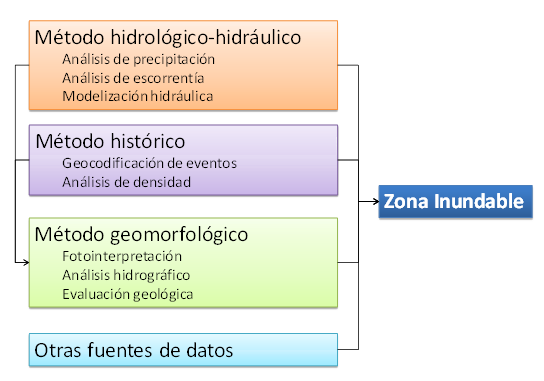 Método hidrológico-hidráulico
Análisis de precipitación
Análisis de escorrentía
Modelización hidráulica
Método histórico
Geocodificación de eventos
Análisis de densidad
Método geomorfológico
Fotointerpretación
Análisis hidrográfico
Evaluación geológica
Otras fuentes de datos
Zona Inundable